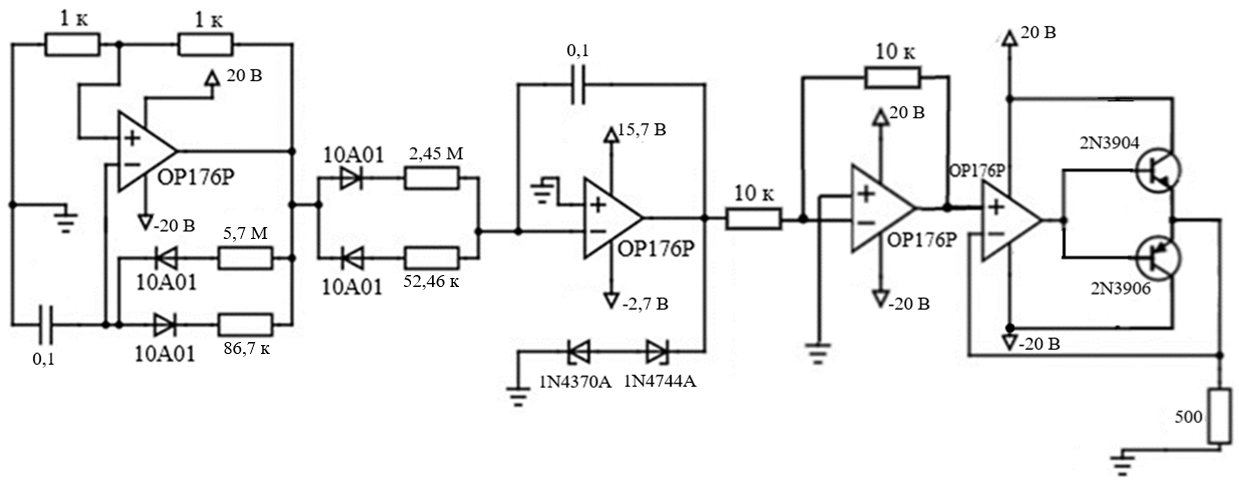 1 к
1 к
20 В
OP176P
-20 В
5,7 М
10A01
10A01
86,7 к
0,1
10A01
2,45 М
10A01
52,46 к
0,1
15,7 В
OP176P
-2,7 В
1N4370A
1N4744A
10 к
10 к
20 В
OP176P
-20 В
20 В
OP176P
-20 В
2N3904
2N3906
500